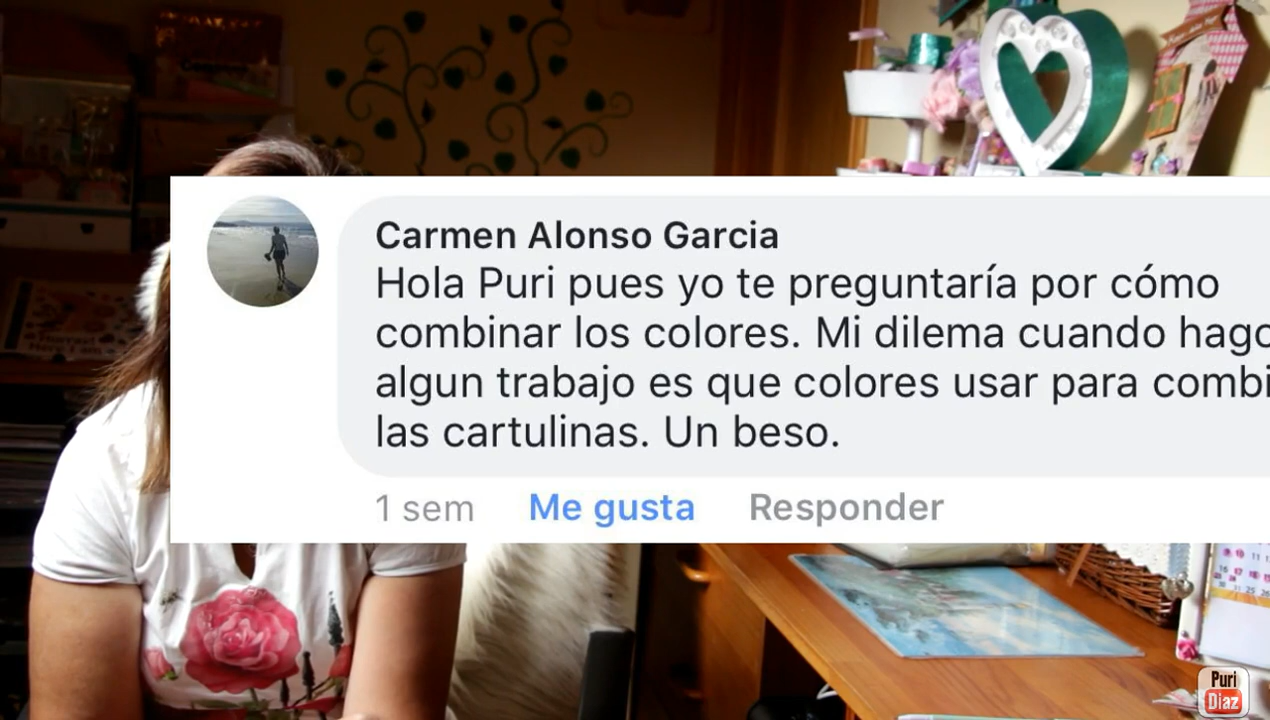 Carmen Alonso Garcia
Hola Puri pues yo te preguntaría por cómo
combinar los colores. Mi dilema cuando hago
algun trabajo es que colores usar para combi
las cartulinas. Un beso.
1 sem Me gusta Responder
Puri
Diaz